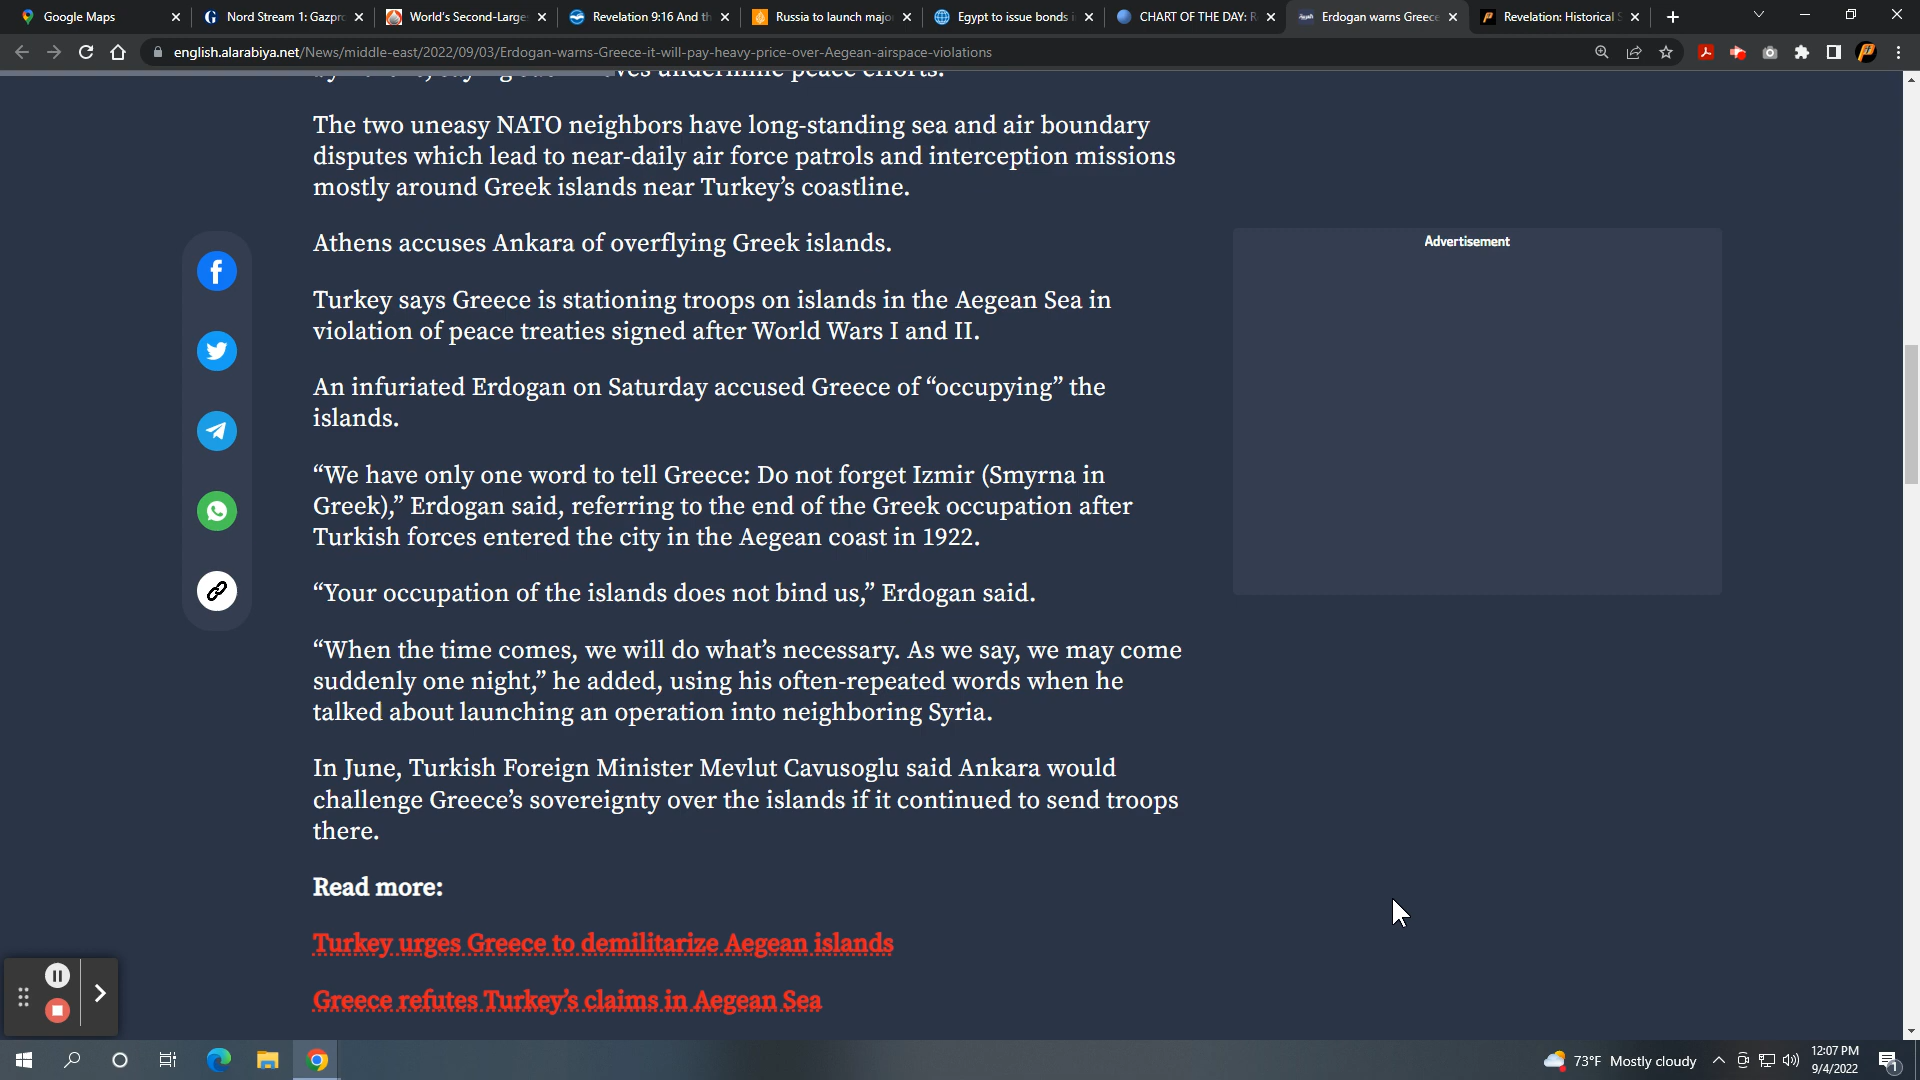 Google Maps
Nord Stream 1: Gazpr
World's Second-Large
Revelation 9:16 And th
Russia to launch majo
Egypt to issue bonds i
CHART OF THE DAY: R
Erdogan warns Greece
Revelation: Historical S
english.alarabiya.net/News/middle-east/2022/09/03/Erdogan-warns-Greece-it-will-pay-heavy-price-over-Aegean-airspace-violations
undermine peace efforts.
The two uneasy NATO neighbors have long-standing sea and air boundary
disputes which lead to near-daily air force patrols and interception missions
mostly around Greek islands near Turkey’s coastline.
Athens accuses Ankara of overflying Greek islands.
Advertisement
Turkey says Greece is stationing troops on islands in the Aegean Sea in
violation of peace treaties signed after World Wars I and II.
An infuriated Erdogan on Saturday accused Greece of “occupying” the
islands.
“We have only one word to tell Greece: Do not forget Izmir (Smyrna in
Greek),” Erdogan said, referring to the end of the Greek occupation after
Turkish forces entered the city in the Aegean coast in 1922.
“Your occupation of the islands does not bind us,” Erdogan said.
“When the time comes, we will do what’s necessary. As we say, we may come
suddenly one night,” he added, using his often-repeated words when he
talked about launching an operation into neighboring Syria.
In June, Turkish Foreign Minister Mevlut Cavusoglu said Ankara would
challenge Greece’s sovereignty over the islands if it continued to send troops
there.
Read more:
Turkey urges Greece to demilitarize Aegean islands
Greece refutes Turkey’s claims in Aegean Sea
73°F Mostly cloudy
12:07 PM
9/4/2022
1